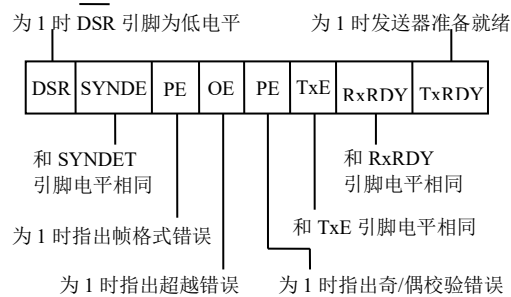 为 1 时 DSR 引脚为低电平
为 1 时发送器准备就绪
DSR SYNDE PE OE PE TxE RxRDY TxRDY
和 SYNDET
引脚电平相同
和 RxRDY
引脚电平相同
为 1 时指出帧格式错误
和 TxE 引脚电平相同
为 1 时指出超越错误
为 1 时指出奇/偶校验错误